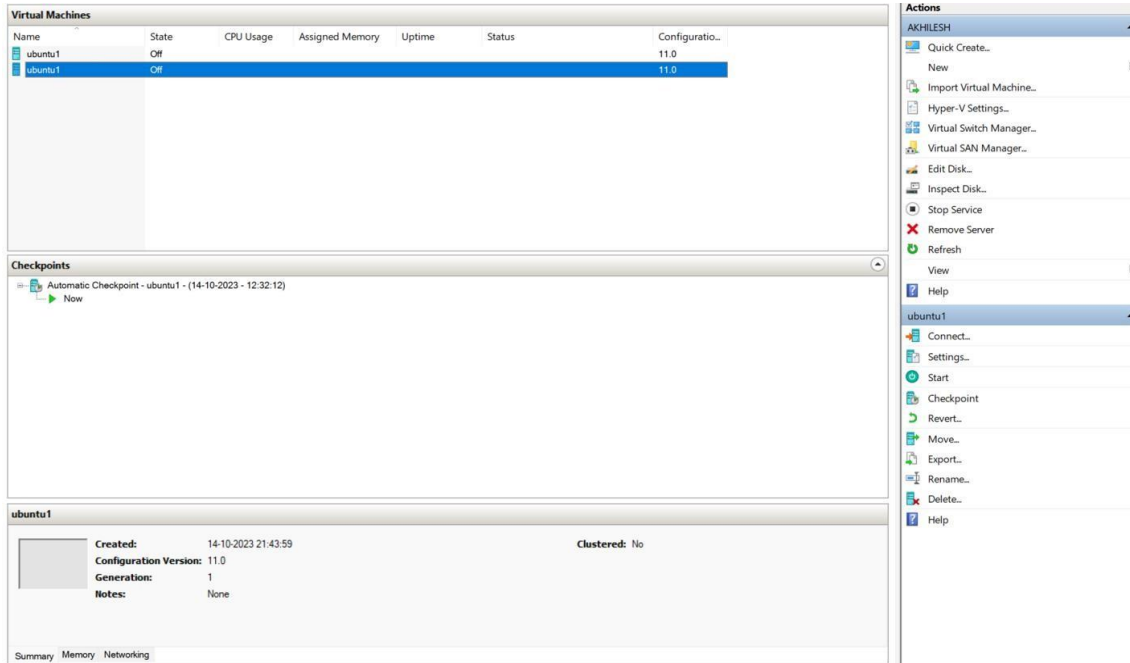 Virtual Machines
Name State CPU Usage Assigned Memory Uptime Status Configuratio...
ubuntu1 Off 11.0
ubuntu1 Off 11.0
Checkpoints
Automatic Checkpoint - ubuntu1 - (14-10-2023 - 12:32:12)
Now
ubuntu1
Created: 14-10-2023 21:43:59 Clustered: No
Configuration Version: 11.0
Generation: 1
Notes: None
Summary Memory Networking
Actions
AKHILESH
Quick Create...
New
Import Virtual Machine...
Hyper-V Settings...
Virtual Switch Manager...
Virtual SAN Manager...
Edit Disk...
Inspect Disk...
Stop Service
Remove Server
Refresh
View
Help
ubuntu1
Connect...
Settings...
Start
Checkpoint
Revert...
Move...
Export...
Rename...
Delete...
Help